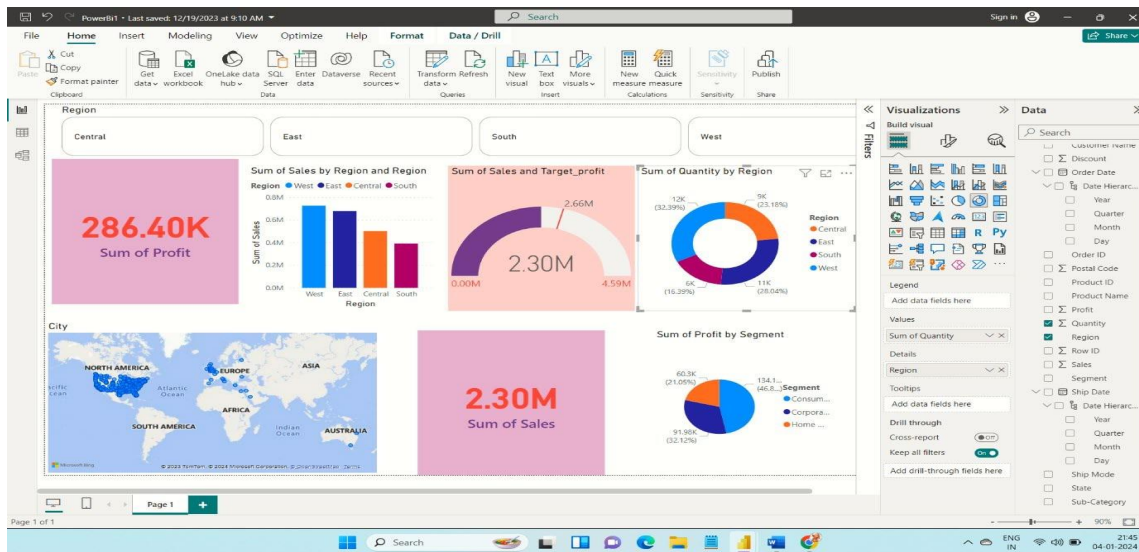 PowerBi1 • Last saved: 12/19/2023 at 9:10 AM
Search
Sign in
File Home Insert Modeling View Optimize Help Format Data / Drill
Share
Paste
Cut
Copy
Format painter
Get data
Excel workbook
OneLake data hub
SQL Server
Enter data
Dataverse
Recent sources
Transform data
Refresh
New visual
Text box
More visuals
New measure
Quick measure
Sensitivity
Publish
Clipboard
Data
Queries
Insert
Calculations
Sensitivity
Share
Region
Central
East
South
West
286.40K
Sum of Profit
Sum of Sales by Region and Region
Region West East Central South
Sum of Sales
0.8M
0.6M
0.4M
0.2M
0.0M
West East Central South
Region
Sum of Sales and Target_profit
2.66M
2.30M
0.00M
4.59M
Sum of Quantity by Region
12K
(32.39%)
9K
(23.18%)
6K
(16.39%)
11K
(28.04%)
Region
Central
East
South
West
City
NORTH AMERICA
EUROPE
ASIA
Atlantic
Ocean
AFRICA
SOUTH AMERICA
Indian
Ocean
AUSTRALIA
Microsoft Bing
© 2023 TomTom, © 2024 Microsoft Corporation, © OpenStreetMap Terms
2.30M
Sum of Sales
Sum of Profit by Segment
60.3K
(21.05%)
134.1...
(46.8...)
91.98K
(32.12%)
Segment
Consum...
Corpora...
Home ...
Filters
Visualizations
Build visual
R Py
Legend
Add data fields here
Values
Sum of Quantity
Details
Region
Tooltips
Add data fields here
Drill through
Cross-report
Off
Keep all filters
On
Add drill-through fields here
Data
Search
Customer Name
Discount
Order Date
Date Hierarc...
Year
Quarter
Month
Day
Order ID
Postal Code
Product ID
Product Name
Profit
Quantity
Region
Row ID
Sales
Segment
Ship Date
Date Hierarc...
Year
Quarter
Month
Day
Ship Mode
State
Sub-Category
Page 1
Page 1 of 1
90%
Search
ENG
IN
21:45
04-01-2024